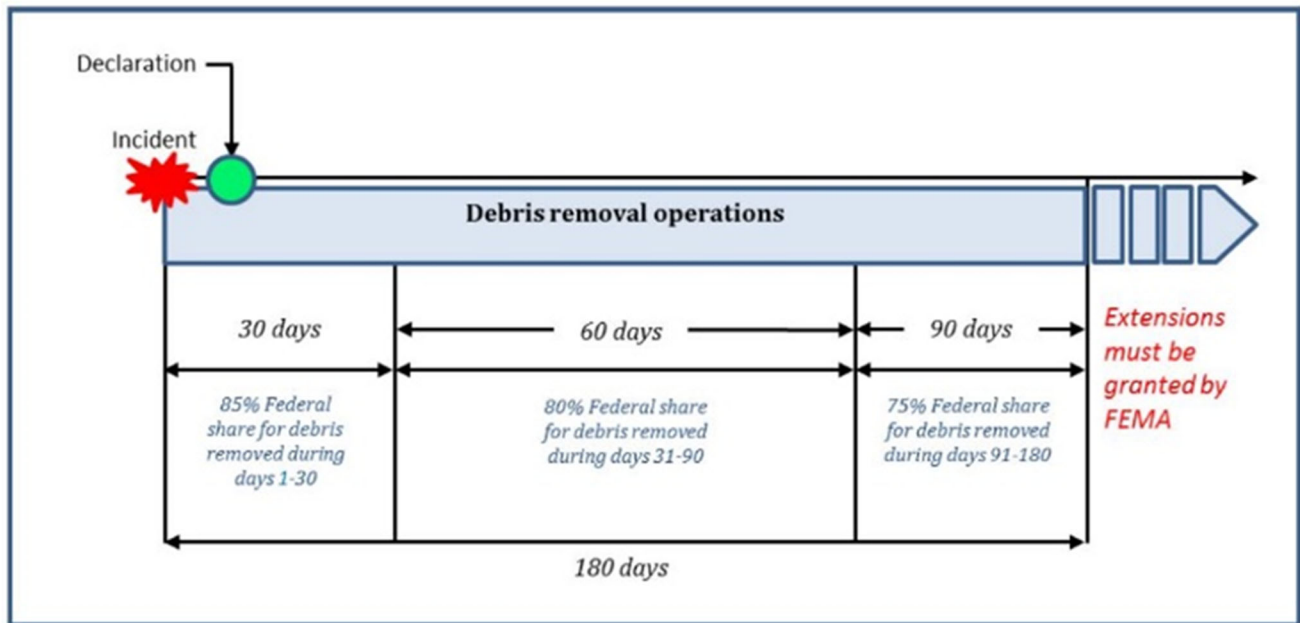 Declaration
Incident
Debris removal operations
30 days
60 days
90 days
Extensions
must be
granted by
FEMA
85% Federal
share for debris
removed during
days 1-30
80% Federal share
for debris removed
during days 31-90
75% Federal share
for debris removed
during days 91-180
180 days